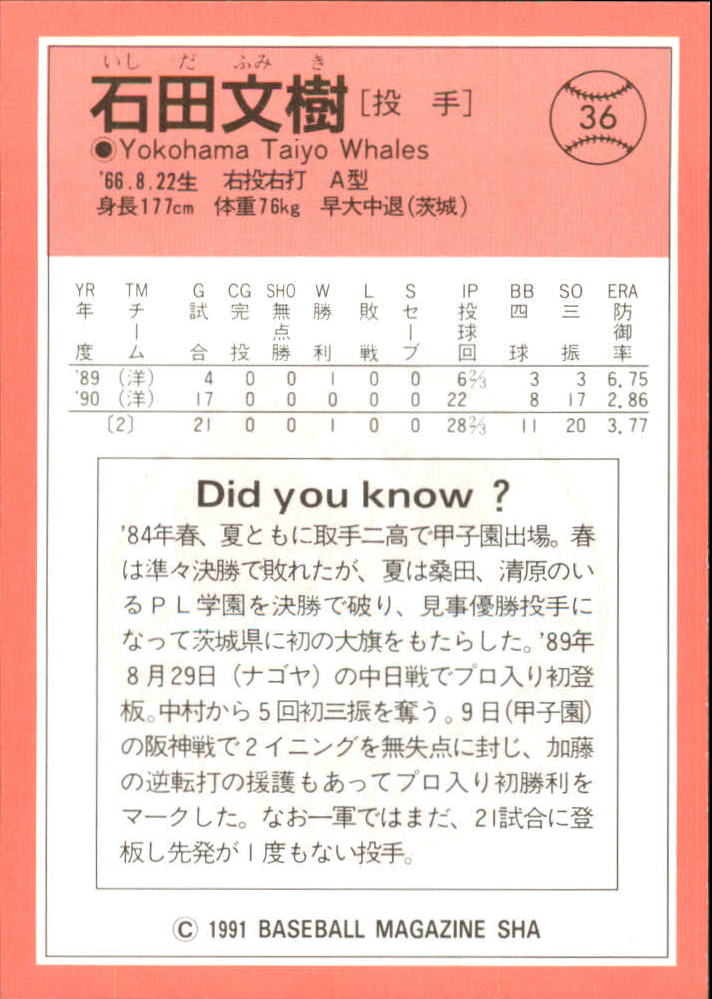 いし だ ふみ き
石田文樹[投 手]
36
●Yokohama Taiyo Whales
'66.8.22生 右投右打 A型
身長177cm 体重76kg 早大中退(茨城)
YR TM G CG SHO W L S IP BB SO ERA
年度 チーム 試合 完投 無点勝 勝利 敗戦 セーブ 投球回 四球 三振 防御率
'89 (洋) 4 0 0 1 0 0 6⅔ 3 3 6.75
'90 (洋) 17 0 0 0 0 0 22 8 17 2.86
〔2〕 21 0 0 1 0 0 28⅔ 11 20 3.77
Did you know ?
'84年春、夏ともに取手二高で甲子園出場。春
は準々決勝で敗れたが、夏は桑田、清原のい
るPL学園を決勝で破り、見事優勝投手に
なって茨城県に初の大旗をもたらした。'89年
8月29日(ナゴヤ)の中日戦でプロ入り初登
板。中村から5回初三振を奪う。9日(甲子園)
の阪神戦で2イニングを無失点に封じ、加藤
の逆転打の援護もあってプロ入り初勝利を
マークした。なお一軍ではまだ、21試合に登
板し先発が1度もない投手。
© 1991 BASEBALL MAGAZINE SHA